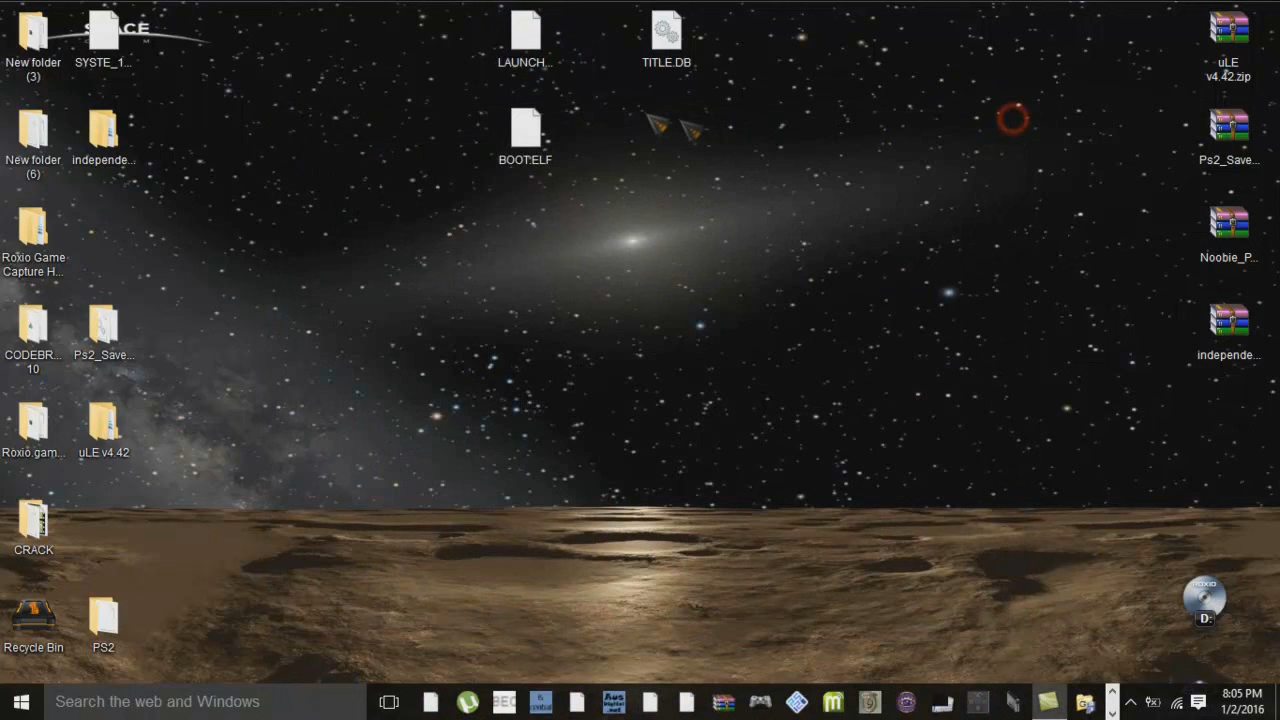 SPACE
New folder
(3)
SYSTE_1...
LAUNCH...
TITLE.DB
uLE
v4.42.zip
New folder
(6)
independe...
BOOT.ELF
Ps2_Save...
Roxio Game
Capture H...
Noobie_P...
CODEBR...
10
Ps2_Save...
independe...
Roxio gam...
uLE v4.42
CRACK
ROXIO
D:
Recycle Bin
PS2
Search the web and Windows
8:05 PM
1/2/2016